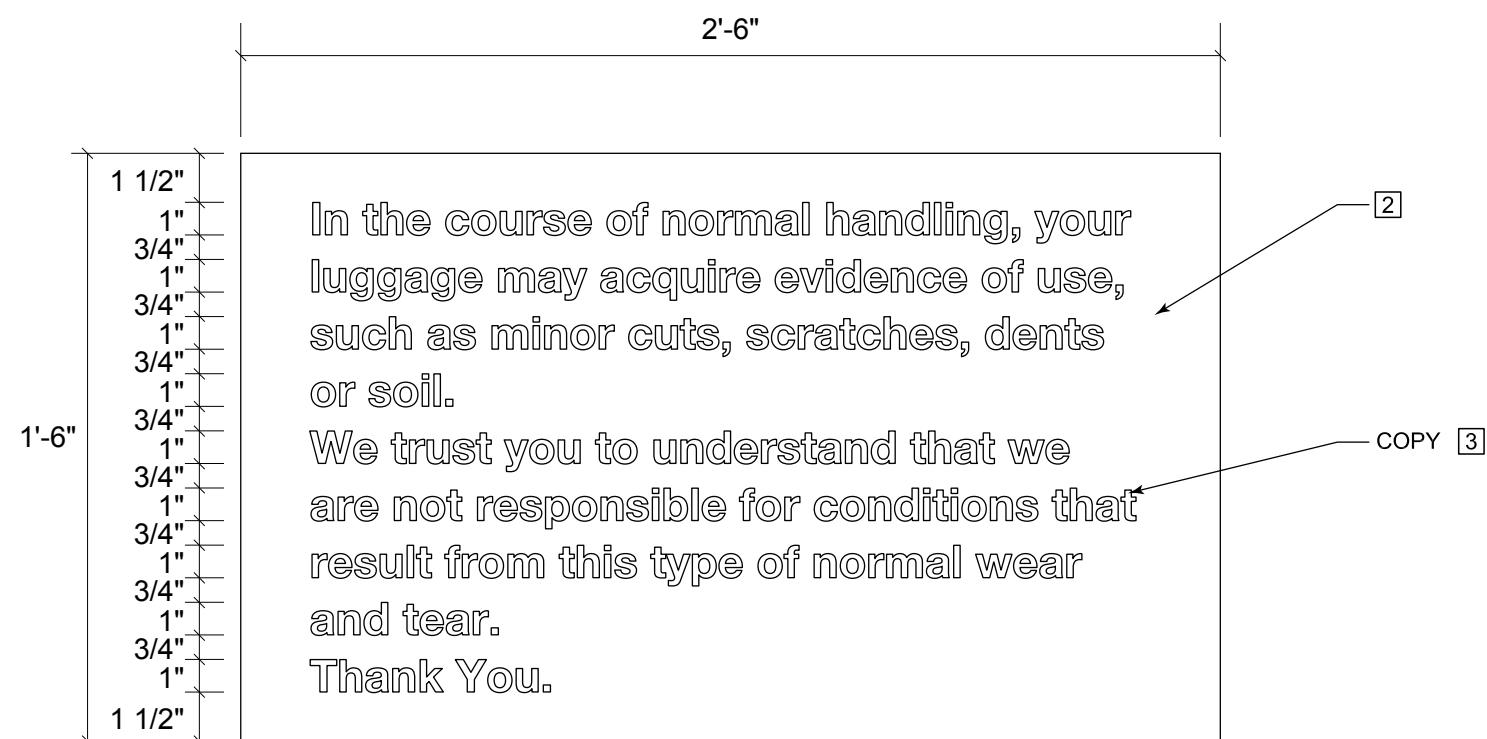 2'-6"
1 1/2"
1"
3/4"
1"
3/4"
1"
3/4"
1"
3/4"
1"
3/4"
1"
3/4"
1"
3/4"
1"
3/4"
1"
1 1/2"
1'-6"
In the course of normal handling, your
luggage may acquire evidence of use,
such as minor cuts, scratches, dents
or soil.
We trust you to understand that we
are not responsible for conditions that
result from this type of normal wear
and tear.
Thank You.
2
COPY 3